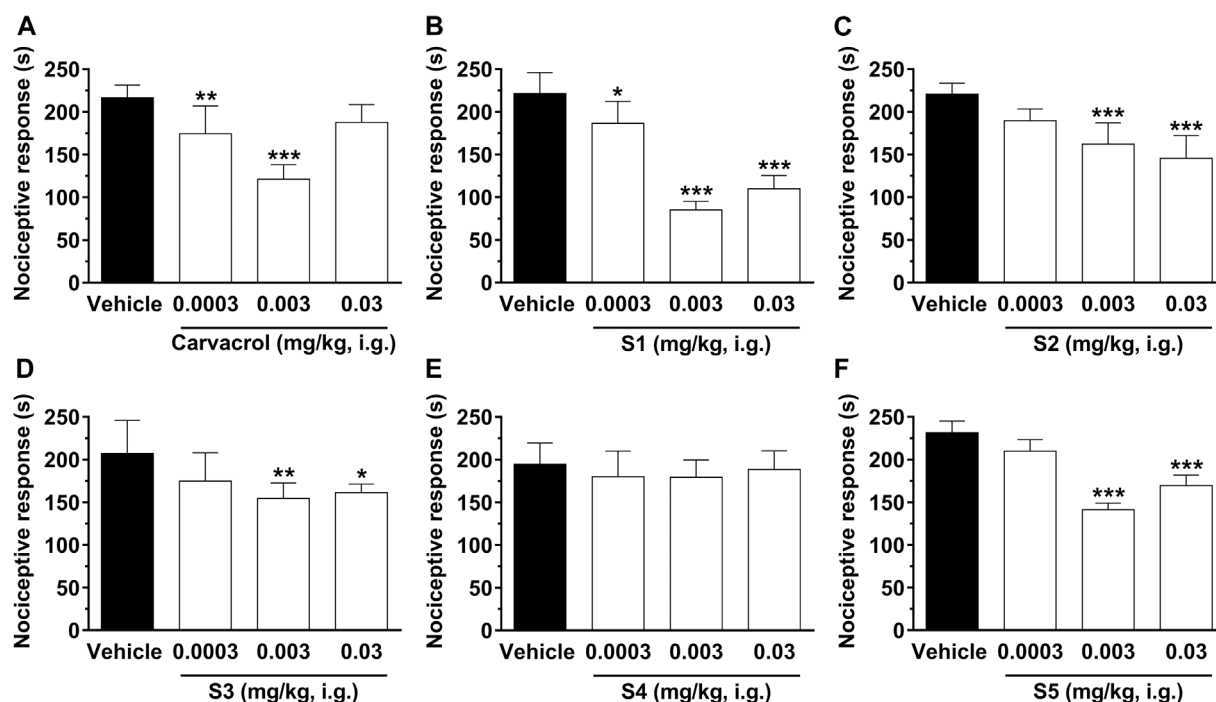 A
Nociceptive response (s)
250
200
150
100
50
0
**
***
Vehicle 0.0003 0.003 0.03
Carvacrol (mg/kg, i.g.)
B
Nociceptive response (s)
250
200
150
100
50
0
*
***
***
Vehicle 0.0003 0.003 0.03
S1 (mg/kg, i.g.)
C
Nociceptive response (s)
250
200
150
100
50
0
*** ***
Vehicle 0.0003 0.003 0.03
S2 (mg/kg, i.g.)
D
Nociceptive response (s)
250
200
150
100
50
0
** *
Vehicle 0.0003 0.003 0.03
S3 (mg/kg, i.g.)
E
Nociceptive response (s)
250
200
150
100
50
0
Vehicle 0.0003 0.003 0.03
S4 (mg/kg, i.g.)
F
Nociceptive response (s)
250
200
150
100
50
0
***
***
Vehicle 0.0003 0.003 0.03
S5 (mg/kg, i.g.)